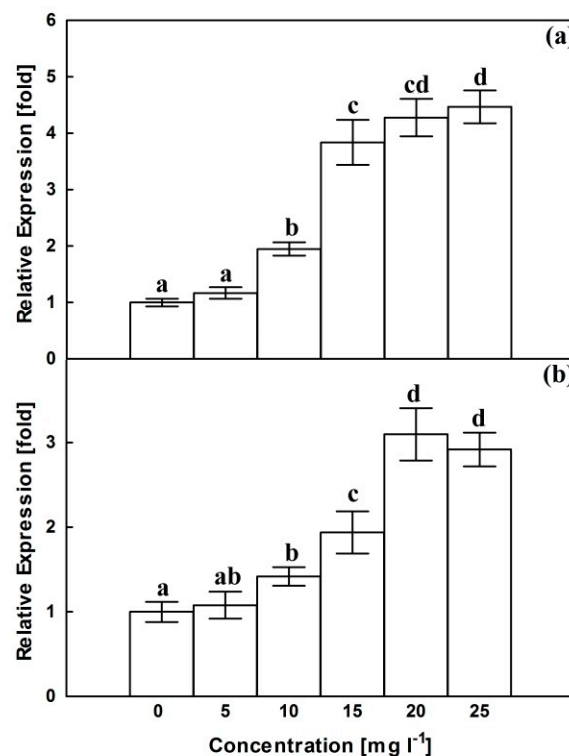 (a)
Relative Expression [fold]
6
5
4
3
2
1
0
a
a
b
c
cd
d
(b)
Relative Expression [fold]
3
2
1
0
a
ab
b
c
d
d
0 5 10 15 20 25
Concentration [mg l⁻¹]